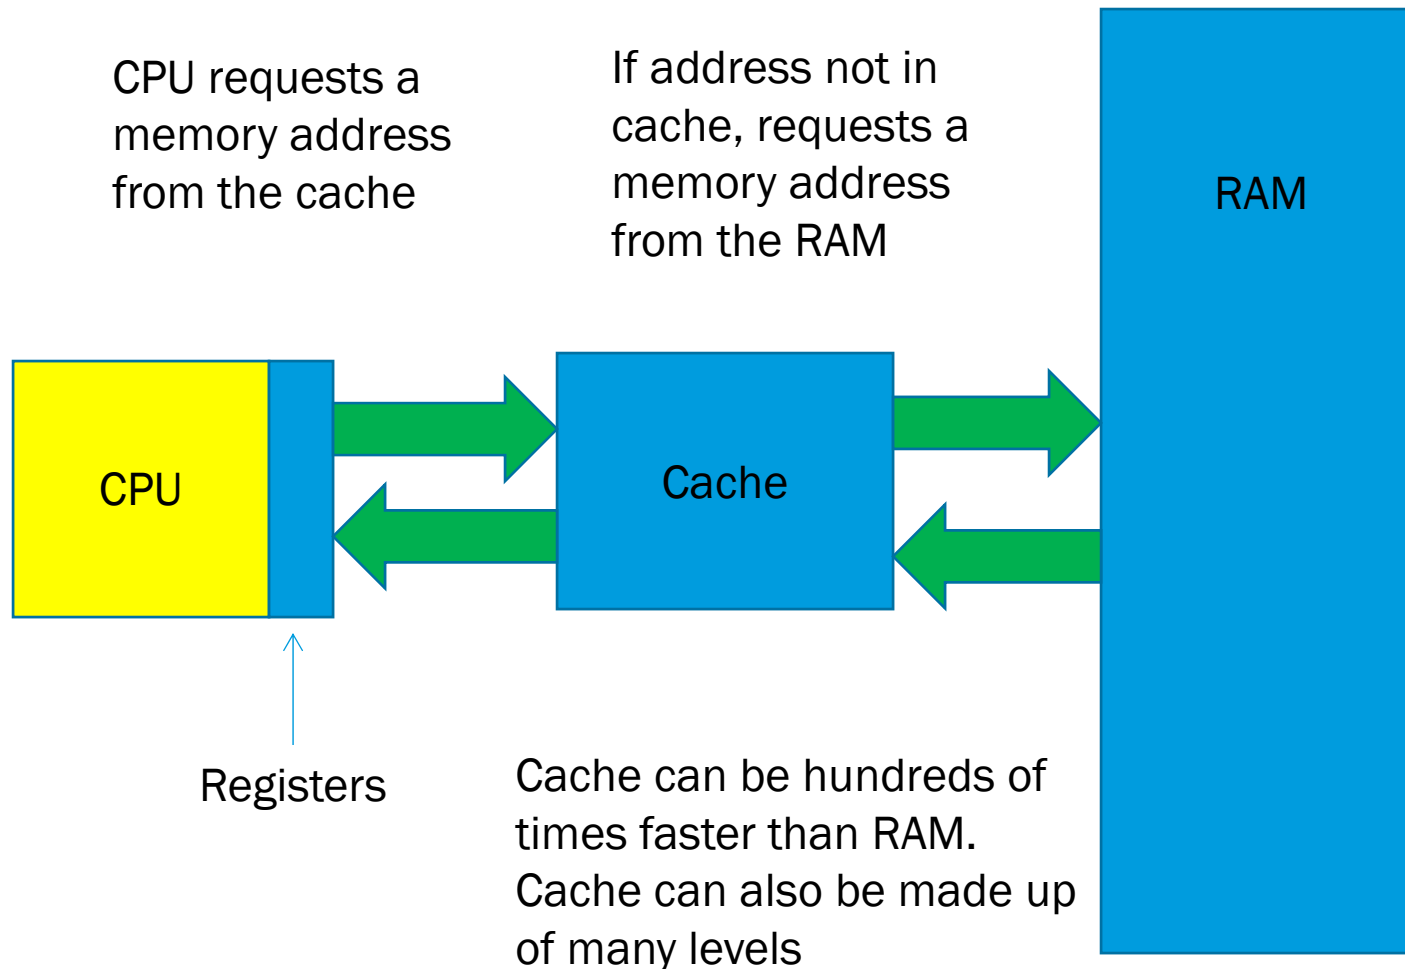 CPU requests a
memory address
from the cache
If address not in
cache, requests a
memory address
from the RAM
RAM
CPU
Cache
Registers
Cache can be hundreds of
times faster than RAM.
Cache can also be made up
of many levels